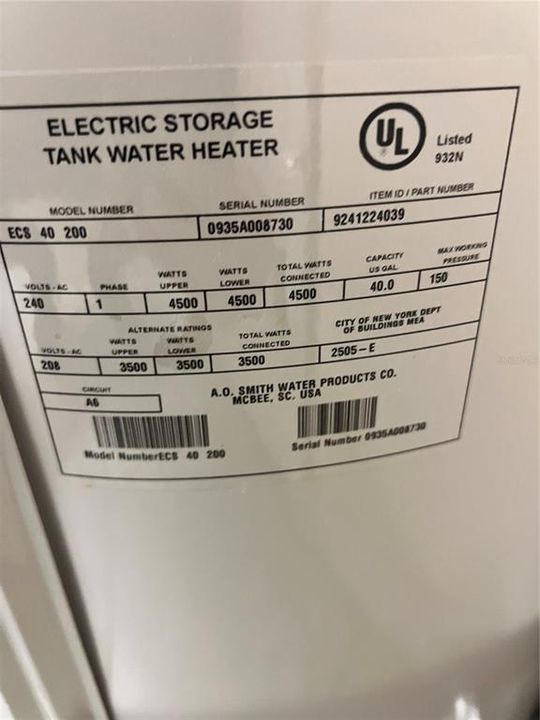 ELECTRIC STORAGE
TANK WATER HEATER
UL
®
Listed
932N
MODEL NUMBER
SERIAL NUMBER
ITEM ID / PART NUMBER
ECS 40 200
0935A008730
9241224039
VOLTS - AC
PHASE
WATTS
UPPER
WATTS
LOWER
TOTAL WATTS
CONNECTED
CAPACITY
US GAL.
MAX WORKING
PRESSURE
240
1
4500
4500
4500
40.0
150
ALTERNATE RATINGS
VOLTS - AC
WATTS
UPPER
WATTS
LOWER
TOTAL WATTS
CONNECTED
CITY OF NEW YORK DEPT
OF BUILDINGS MEA
208
3500
3500
3500
2505-E
CIRCUIT
A6
A.O. SMITH WATER PRODUCTS CO.
MCBEE, SC. USA
Model NumberECS 40 200
Serial Number 0935A008730